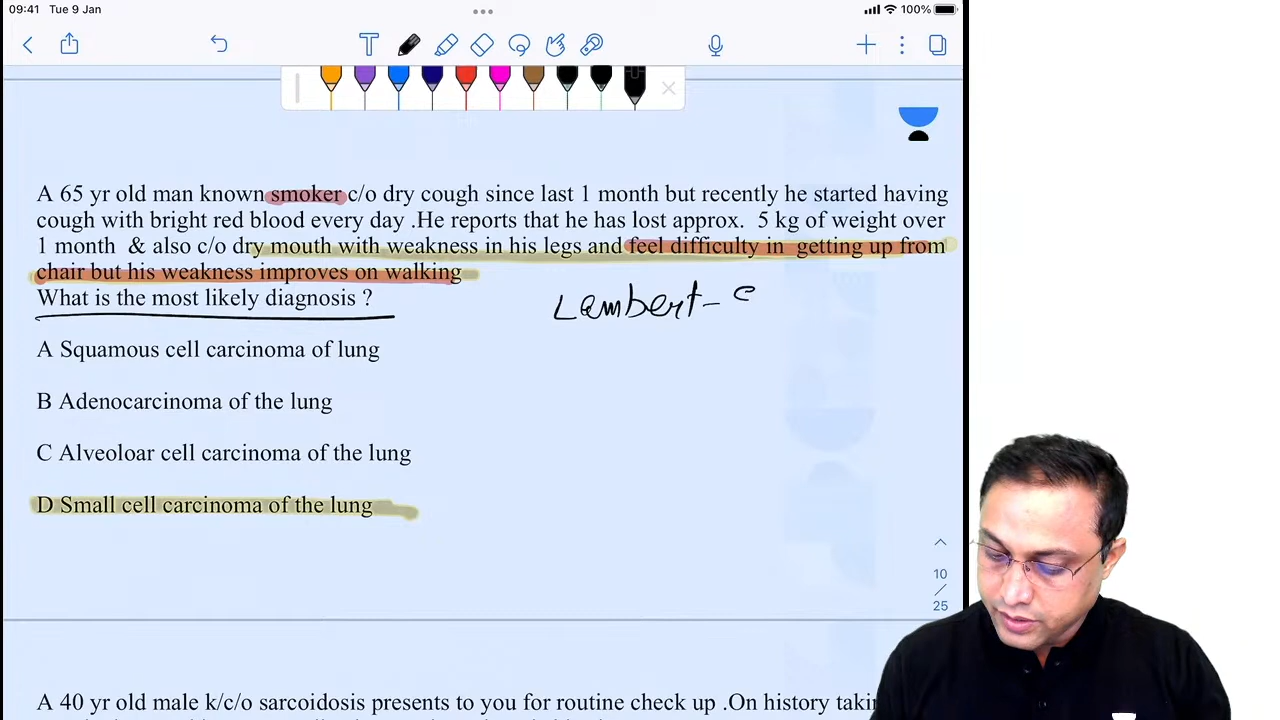 09:41 Tue 9 Jan
100%
T
A 65 yr old man known smoker c/o dry cough since last 1 month but recently he started having
cough with bright red blood every day .He reports that he has lost approx. 5 kg of weight over
1 month & also c/o dry mouth with weakness in his legs and feel difficulty in getting up from
chair but his weakness improves on walking
What is the most likely diagnosis ?
Lambert-
A Squamous cell carcinoma of lung
B Adenocarcinoma of the lung
C Alveoloar cell carcinoma of the lung
D Small cell carcinoma of the lung
10
/
25
A 40 yr old male k/c/o sarcoidosis presents to you for routine check up .On history